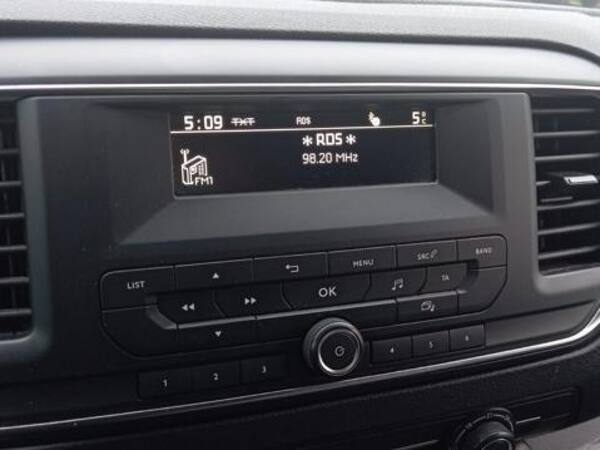 5:09 TXT RDS 5°C
*RDS*
98.20 MHz
FM1
LIST MENU SRC BAND
OK TA
1 2 3 4 5 6